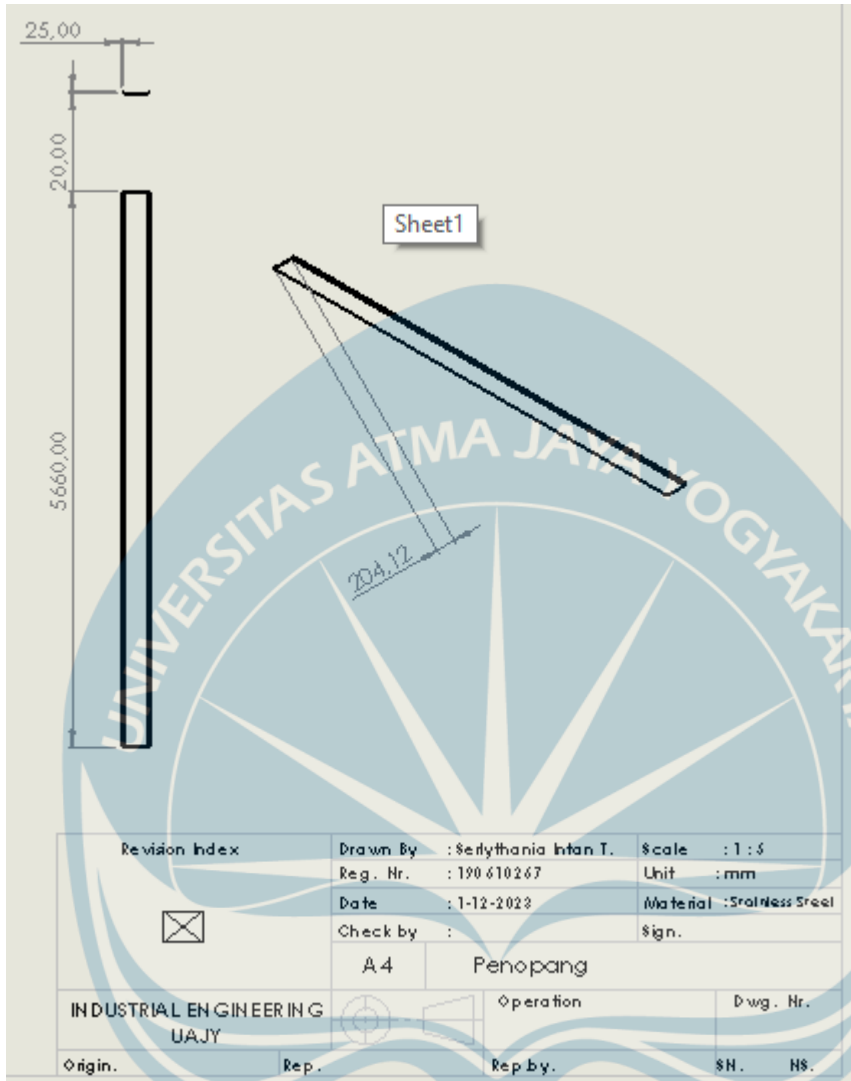 25,00
20,00
Sheet1
5660,00
204,12
UNIVERSITAS ATMA JAYA YOGYAKA
Revision Index
Drawn By : Serlythania Intan T.
Scale : 1 : 5
Reg. Nr. : 190610267
Unit : mm
Date : 1-12-2023
Material : Stainless Steel
Check by :
Sign.
A4 Penopang
INDUSTRIAL ENGINEERING
UAJY
Operation
Dwg. Nr.
Origin. Rep. Rep by. SN. NS.